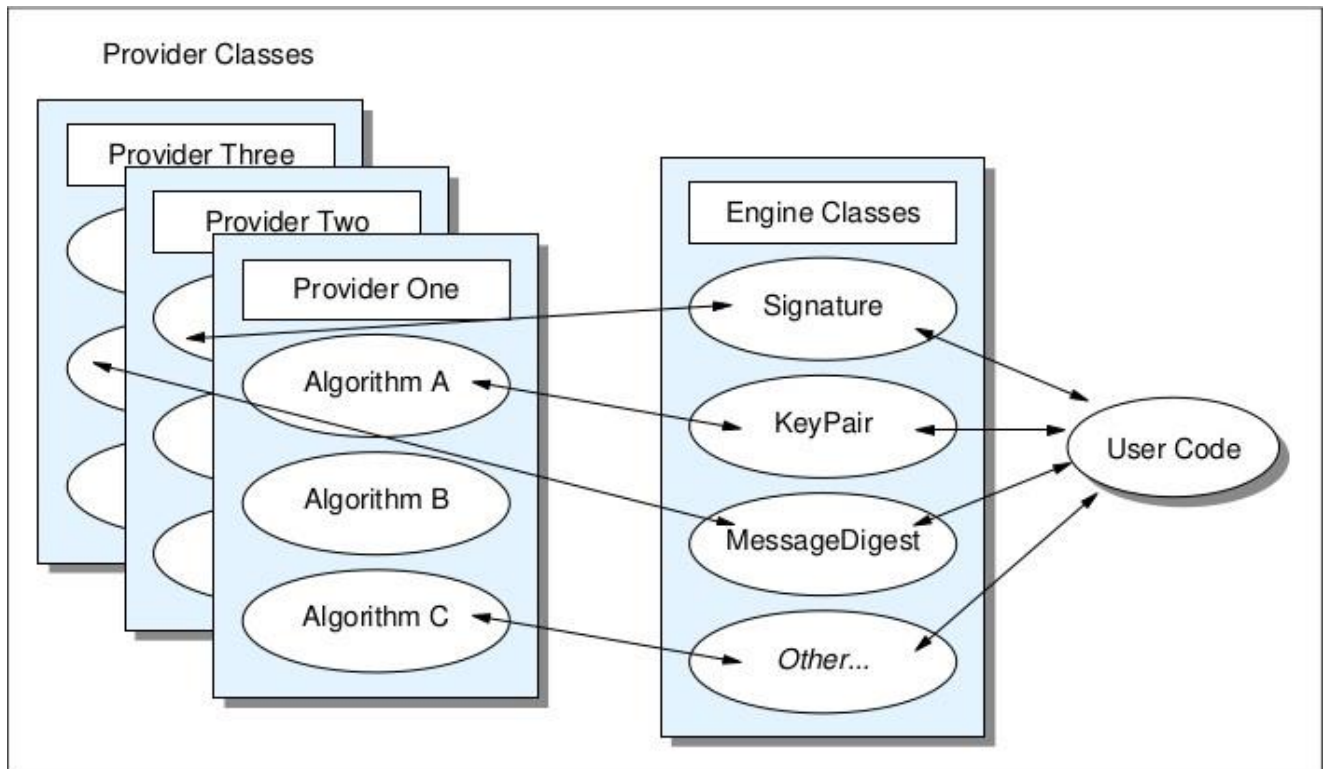 Provider Classes
Provider Three
Provider Two
Provider One
Algorithm A
Algorithm B
Algorithm C
Engine Classes
Signature
KeyPair
MessageDigest
Other...
User Code